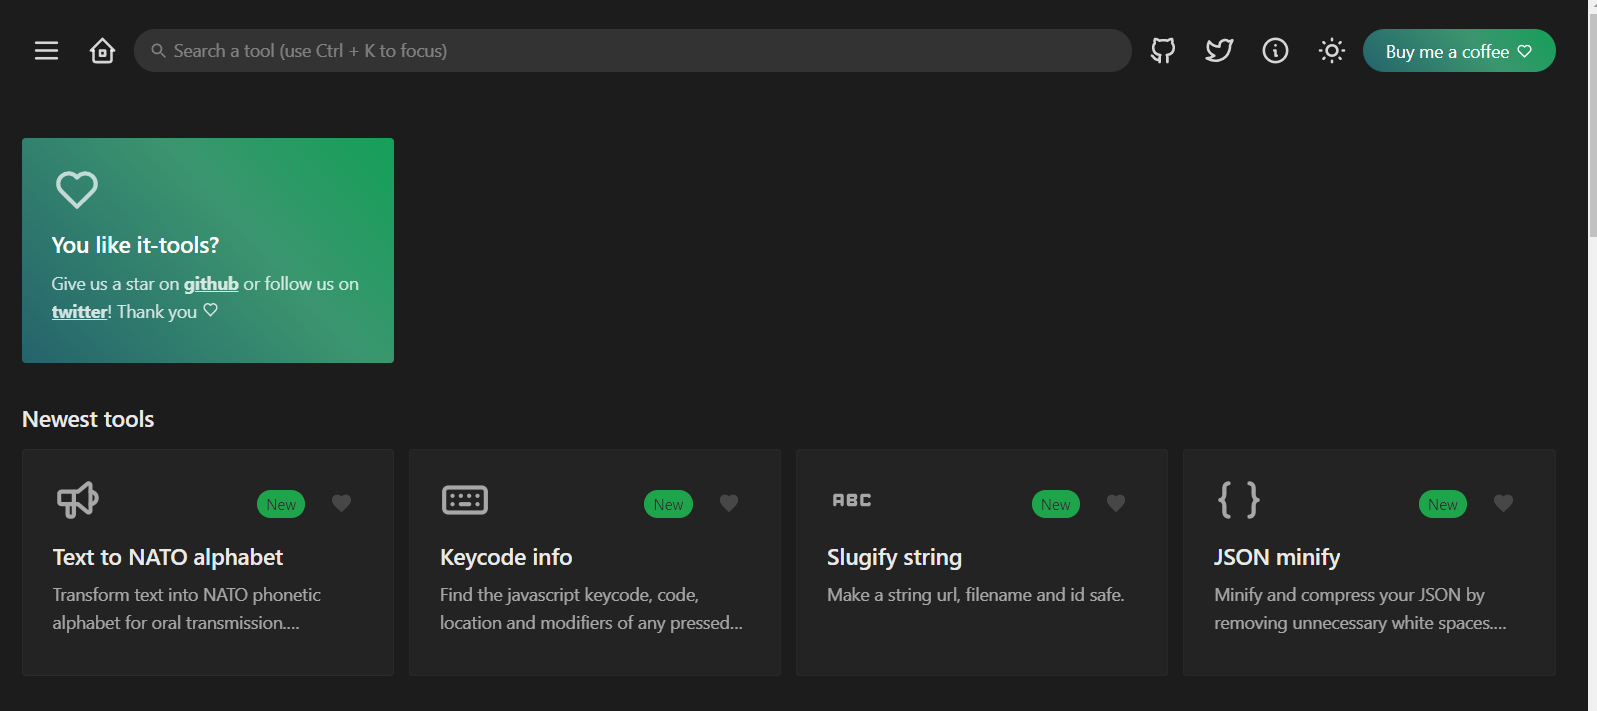 Search a tool (use Ctrl + K to focus)
Buy me a coffee
You like it-tools?
Give us a star on github or follow us on
twitter! Thank you
Newest tools
New
Text to NATO alphabet
Transform text into NATO phonetic
alphabet for oral transmission....
New
Keycode info
Find the javascript keycode, code,
location and modifiers of any pressed...
ABC
New
Slugify string
Make a string url, filename and id safe.
{ }
New
JSON minify
Minify and compress your JSON by
removing unnecessary white spaces....